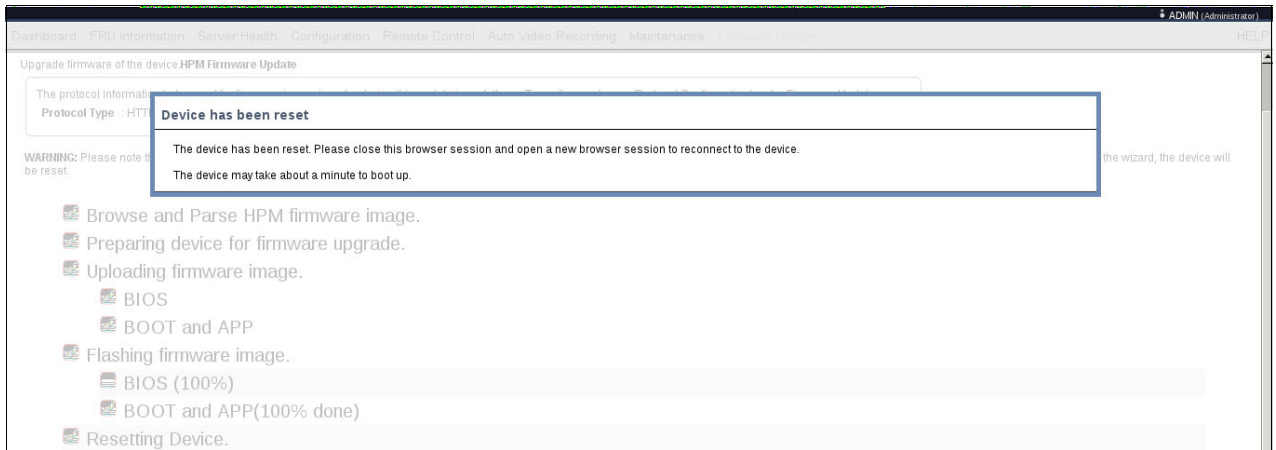 ADMIN (Administrator)
Dashboard FRU Information Server Health Configuration Remote Control Auto Video Recording Maintenance Firmware Update HELP
Upgrade firmware of the device.HPM Firmware Update
The protocol information
Protocol Type : HTT
Device has been reset
The device has been reset. Please close this browser session and open a new browser session to reconnect to the device.
The device may take about a minute to boot up.
WARNING: Please note th the wizard, the device will
be reset.
Browse and Parse HPM firmware image.
Preparing device for firmware upgrade.
Uploading firmware image.
BIOS
BOOT and APP
Flashing firmware image.
BIOS (100%)
BOOT and APP(100% done)
Resetting Device.